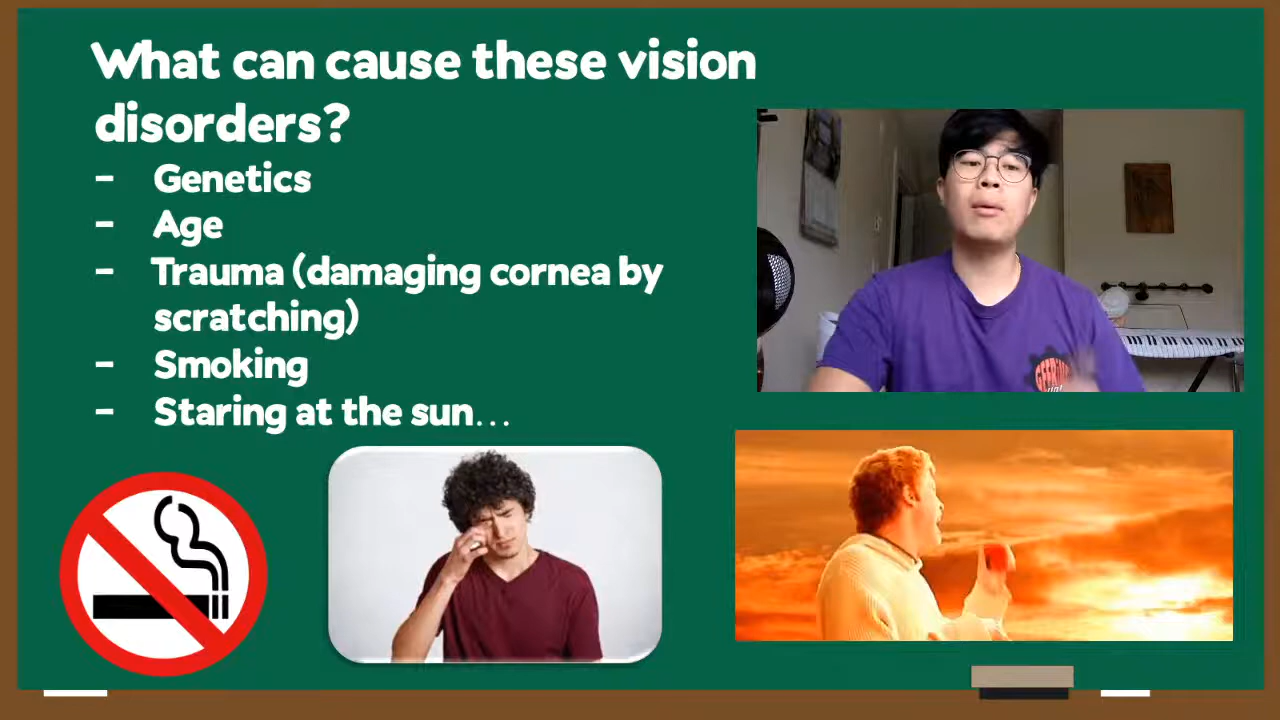 What can cause these vision
disorders?
- Genetics
- Age
- Trauma (damaging cornea by
scratching)
- Smoking
- Staring at the sun...